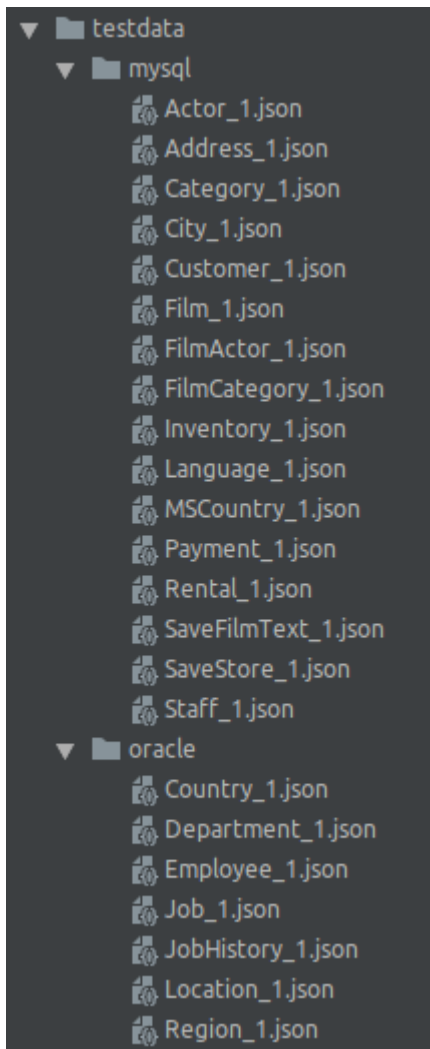 testdata
mysql
Actor_1.json
Address_1.json
Category_1.json
City_1.json
Customer_1.json
Film_1.json
FilmActor_1.json
FilmCategory_1.json
Inventory_1.json
Language_1.json
MSCountry_1.json
Payment_1.json
Rental_1.json
SaveFilmText_1.json
SaveStore_1.json
Staff_1.json
oracle
Country_1.json
Department_1.json
Employee_1.json
Job_1.json
JobHistory_1.json
Location_1.json
Region_1.json